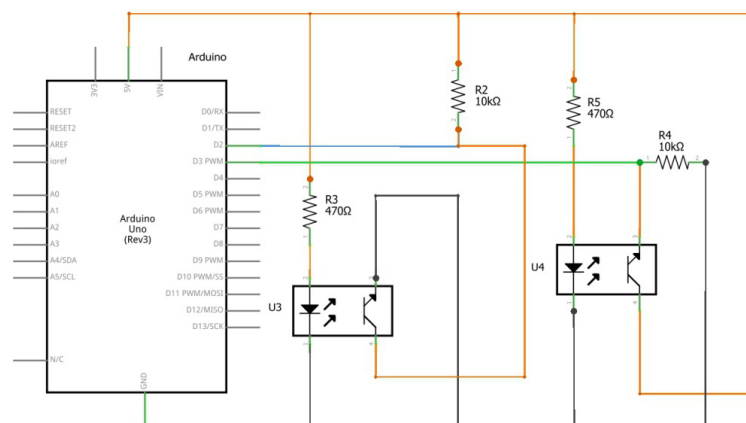 Arduino
3V3
5V
VIN
RESET
RESET2
AREF
ioref
A0
A1
A2
A3
A4/SDA
A5/SCL
N/C
D0/RX
D1/TX
D2
D3 PWM
D4
D5 PWM
D6 PWM
D7
D8
D9 PWM
D10 PWM/SS
D11 PWM/MOSI
D12/MISO
D13/SCK
Arduino
Uno
(Rev3)
GND
R2
10kΩ
R5
470Ω
R4
10kΩ
R3
470Ω
U3
U4